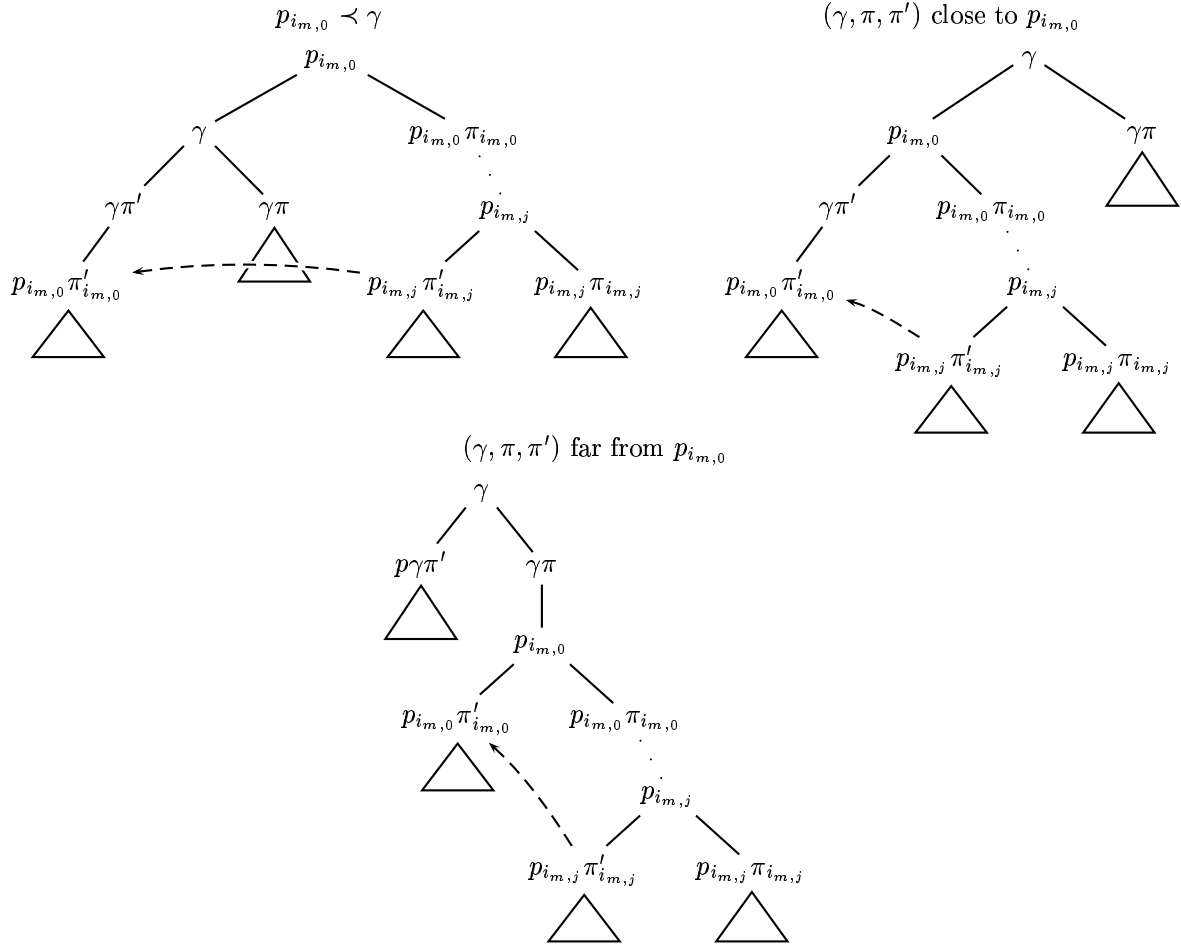 p_{i_{m,0}} ≺ γ
p_{i_{m,0}}
γ p_{i_{m,0}}π_{i_{m,0}}
γπ′ γπ p_{i_{m,j}}
p_{i_{m,0}}π′_{i_{m,0}} p_{i_{m,j}}π′_{i_{m,j}} p_{i_{m,j}}π_{i_{m,j}}
(γ, π, π′) close to p_{i_{m,0}}
γ
p_{i_{m,0}} γπ
γπ′ p_{i_{m,0}}π_{i_{m,0}}
p_{i_{m,0}}π′_{i_{m,0}} p_{i_{m,j}}
p_{i_{m,j}}π′_{i_{m,j}} p_{i_{m,j}}π_{i_{m,j}}
(γ, π, π′) far from p_{i_{m,0}}
γ
pγπ′ γπ
p_{i_{m,0}}
p_{i_{m,0}}π′_{i_{m,0}} p_{i_{m,0}}π_{i_{m,0}}
p_{i_{m,j}}
p_{i_{m,j}}π′_{i_{m,j}} p_{i_{m,j}}π_{i_{m,j}}